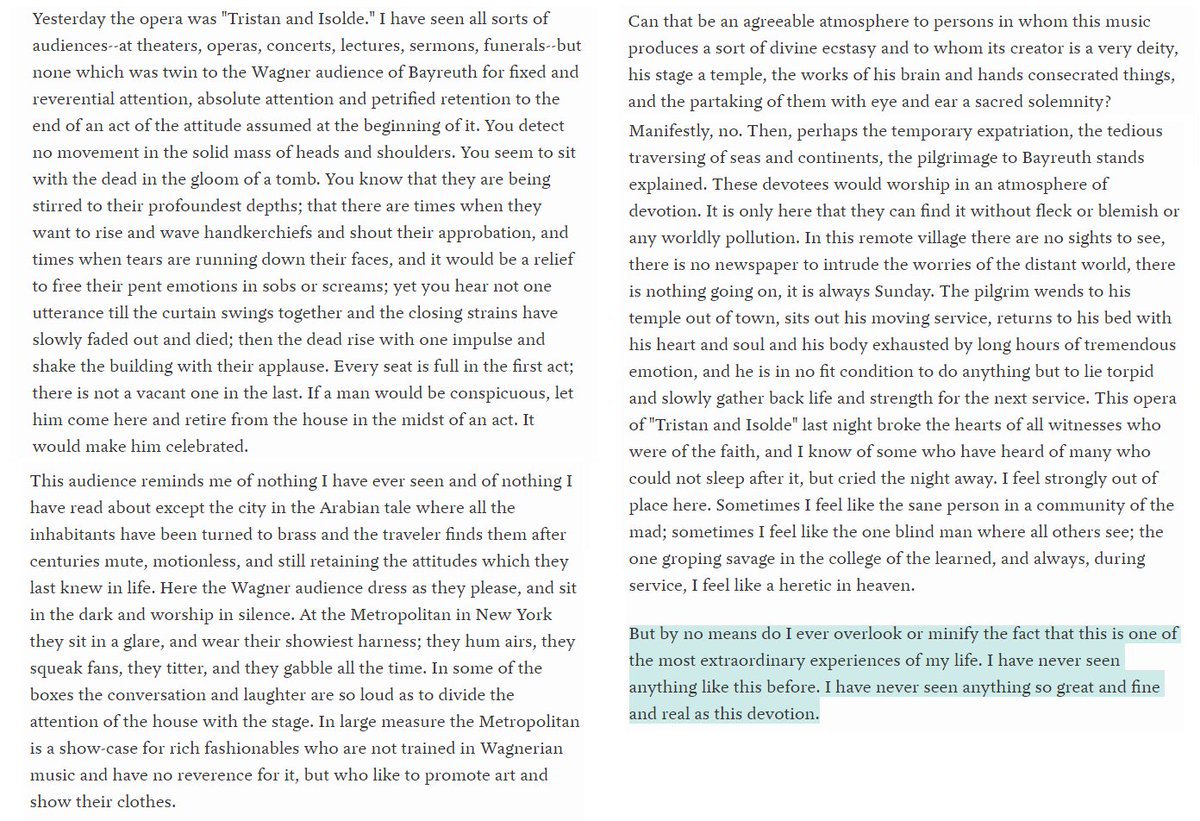 Yesterday the opera was "Tristan and Isolde." I have seen all sorts of
audiences--at theaters, operas, concerts, lectures, sermons, funerals--but
none which was twin to the Wagner audience of Bayreuth for fixed and
reverential attention, absolute attention and petrified retention to the
end of an act of the attitude assumed at the beginning of it. You detect
no movement in the solid mass of heads and shoulders. You seem to sit
with the dead in the gloom of a tomb. You know that they are being
stirred to their profoundest depths; that there are times when they
want to rise and wave handkerchiefs and shout their approbation, and
times when tears are running down their faces, and it would be a relief
to free their pent emotions in sobs or screams; yet you hear not one
utterance till the curtain swings together and the closing strains have
slowly faded out and died; then the dead rise with one impulse and
shake the building with their applause. Every seat is full in the first act;
there is not a vacant one in the last. If a man would be conspicuous, let
him come here and retire from the house in the midst of an act. It
would make him celebrated.
This audience reminds me of nothing I have ever seen and of nothing I
have read about except the city in the Arabian tale where all the
inhabitants have been turned to brass and the traveler finds them after
centuries mute, motionless, and still retaining the attitudes which they
last knew in life. Here the Wagner audience dress as they please, and sit
in the dark and worship in silence. At the Metropolitan in New York
they sit in a glare, and wear their showiest harness; they hum airs, they
squeak fans, they titter, and they gabble all the time. In some of the
boxes the conversation and laughter are so loud as to divide the
attention of the house with the stage. In large measure the Metropolitan
is a show-case for rich fashionables who are not trained in Wagnerian
music and have no reverence for it, but who like to promote art and
show their clothes.
Can that be an agreeable atmosphere to persons in whom this music
produces a sort of divine ecstasy and to whom its creator is a very deity,
his stage a temple, the works of his brain and hands consecrated things,
and the partaking of them with eye and ear a sacred solemnity?
Manifestly, no. Then, perhaps the temporary expatriation, the tedious
traversing of seas and continents, the pilgrimage to Bayreuth stands
explained. These devotees would worship in an atmosphere of
devotion. It is only here that they can find it without fleck or blemish or
any worldly pollution. In this remote village there are no sights to see,
there is no newspaper to intrude the worries of the distant world, there
is nothing going on, it is always Sunday. The pilgrim wends to his
temple out of town, sits out his moving service, returns to his bed with
his heart and soul and his body exhausted by long hours of tremendous
emotion, and he is in no fit condition to do anything but to lie torpid
and slowly gather back life and strength for the next service. This opera
of "Tristan and Isolde" last night broke the hearts of all witnesses who
were of the faith, and I know of some who have heard of many who
could not sleep after it, but cried the night away. I feel strongly out of
place here. Sometimes I feel like the sane person in a community of the
mad; sometimes I feel like the one blind man where all others see; the
one groping savage in the college of the learned, and always, during
service, I feel like a heretic in heaven.
But by no means do I ever overlook or minify the fact that this is one of
the most extraordinary experiences of my life. I have never seen
anything like this before. I have never seen anything so great and fine
and real as this devotion.